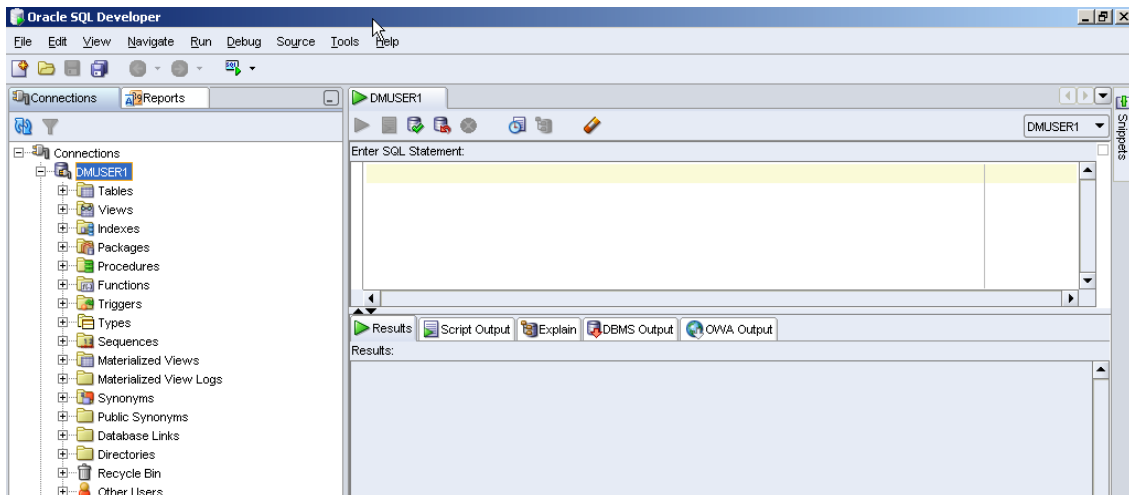 Oracle SQL Developer
File Edit View Navigate Run Debug Source Tools Help
SQL
Connections
Reports
DMUSER1
DMUSER1
Snippets
Enter SQL Statement:
Connections
DMUSER1
Tables
Views
Indexes
Packages
Procedures
Functions
Triggers
Types
Sequences
Materialized Views
Materialized View Logs
Synonyms
Public Synonyms
Database Links
Directories
Recycle Bin
Other Users
Results Script Output Explain DBMS Output OWA Output
Results: